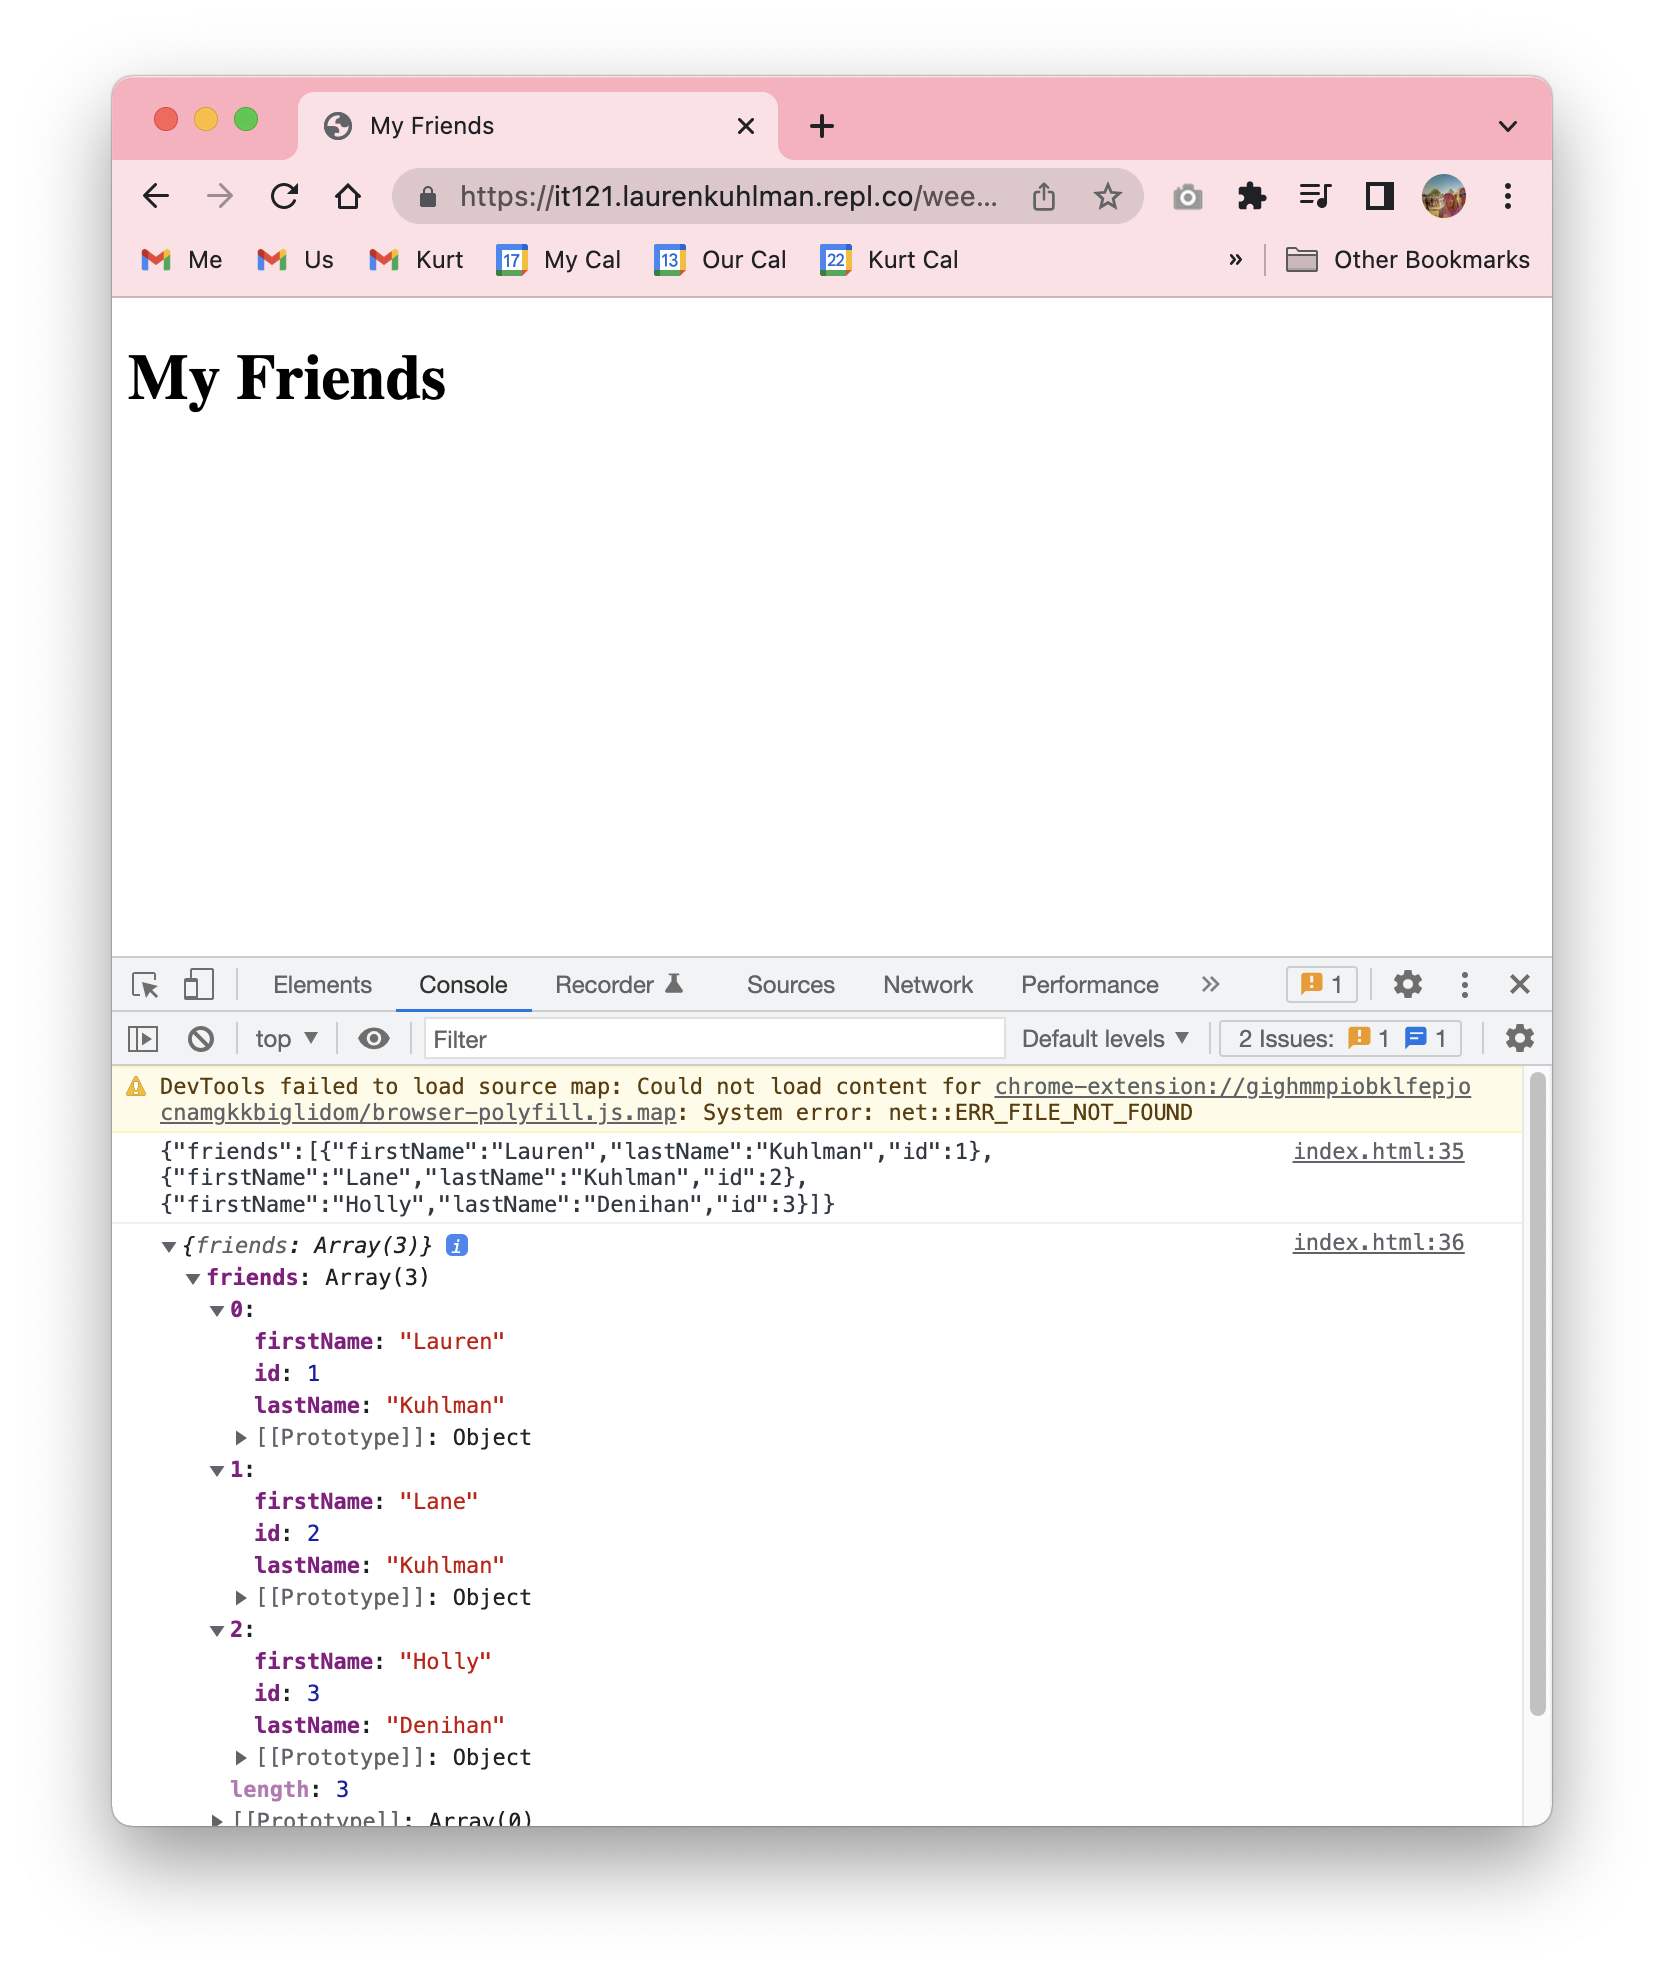 My Friends
https://it121.laurenkuhlman.repl.co/wee...
Me Us Kurt 17 My Cal 13 Our Cal 22 Kurt Cal » Other Bookmarks
My Friends
Elements Console Recorder Sources Network Performance 1
top Filter Default levels 2 Issues: 1 1
DevTools failed to load source map: Could not load content for chrome-extension://gighmmpiobklfepjo
cnamgkkbiglidom/browser-polyfill.js.map: System error: net::ERR_FILE_NOT_FOUND
{"friends":[{"firstName":"Lauren","lastName":"Kuhlman","id":1}, index.html:35
{"firstName":"Lane","lastName":"Kuhlman","id":2},
{"firstName":"Holly","lastName":"Denihan","id":3}]}
{friends: Array(3)} i index.html:36
friends: Array(3)
0:
firstName: "Lauren"
id: 1
lastName: "Kuhlman"
[[Prototype]]: Object
1:
firstName: "Lane"
id: 2
lastName: "Kuhlman"
[[Prototype]]: Object
2:
firstName: "Holly"
id: 3
lastName: "Denihan"
[[Prototype]]: Object
length: 3
[[Prototype]]: Array(0)